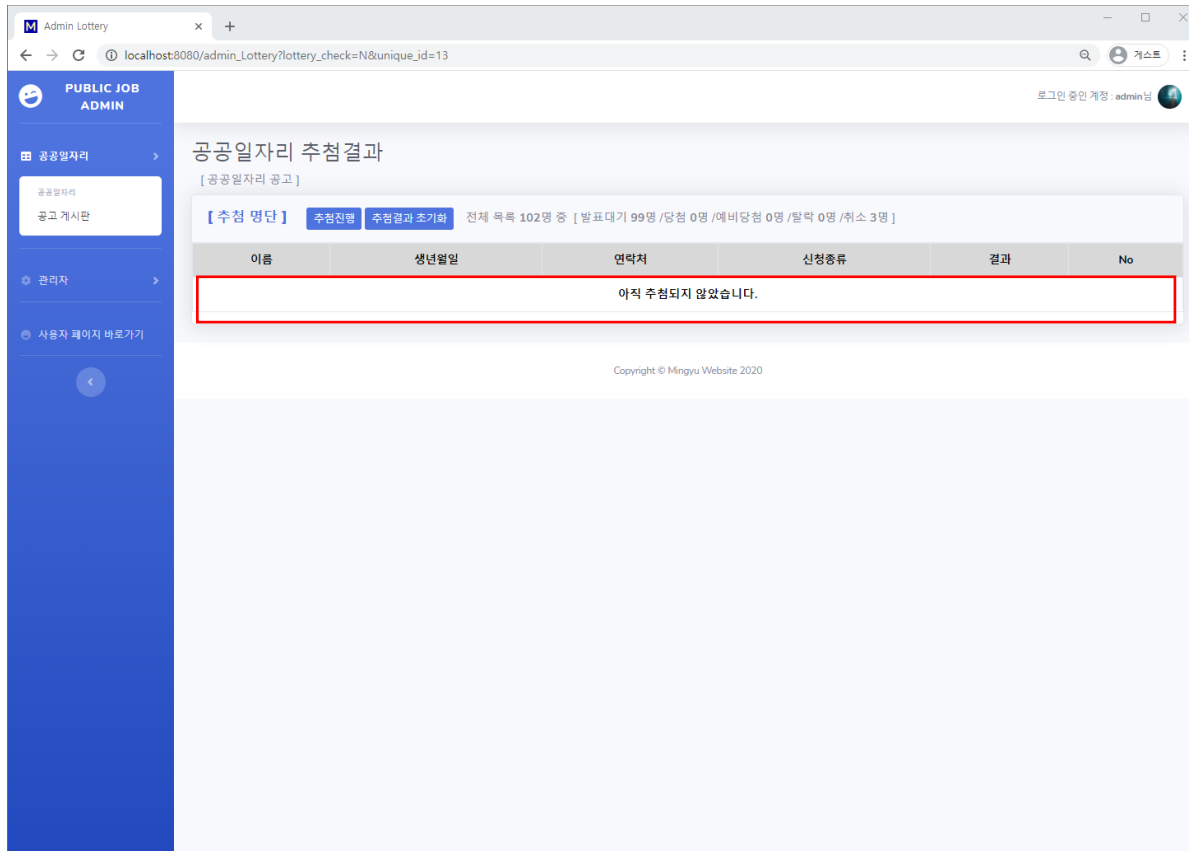 M Admin Lottery
localhost:8080/admin_Lottery?lottery_check=N&unique_id=13
게스트
PUBLIC JOB
ADMIN
로그인 중인 계정 : admin님
공공일자리
공공일자리
공고 게시판
관리자
사용자 페이지 바로가기
공공일자리 추첨결과
[ 공공일자리 공고 ]
[ 추첨 명단 ] 추첨진행 추첨결과 초기화 전체 목록 102명 중 [ 발표대기 99명 /당첨 0명 /예비당첨 0명 /탈락 0명 /취소 3명 ]
이름 생년월일 연락처 신청종류 결과 No
아직 추첨되지 않았습니다.
Copyright © Mingyu Website 2020